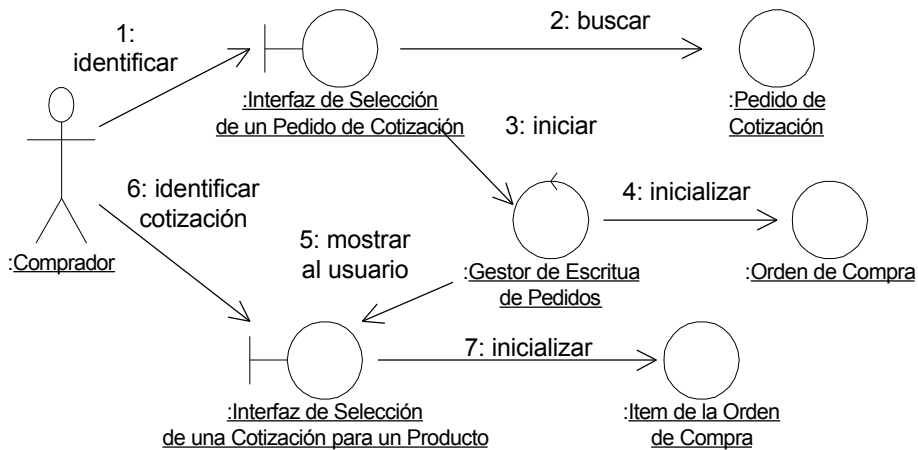 1:
identificar
2: buscar
:Interfaz de Selección
de un Pedido de Cotización
:Pedido de
Cotización
3: iniciar
6: identificar
cotización
4: inicializar
5: mostrar
al usuario
:Comprador
:Gestor de Escritua
de Pedidos
:Orden de Compra
7: inicializar
:Interfaz de Selección
de una Cotización para un Producto
:Item de la Orden
de Compra